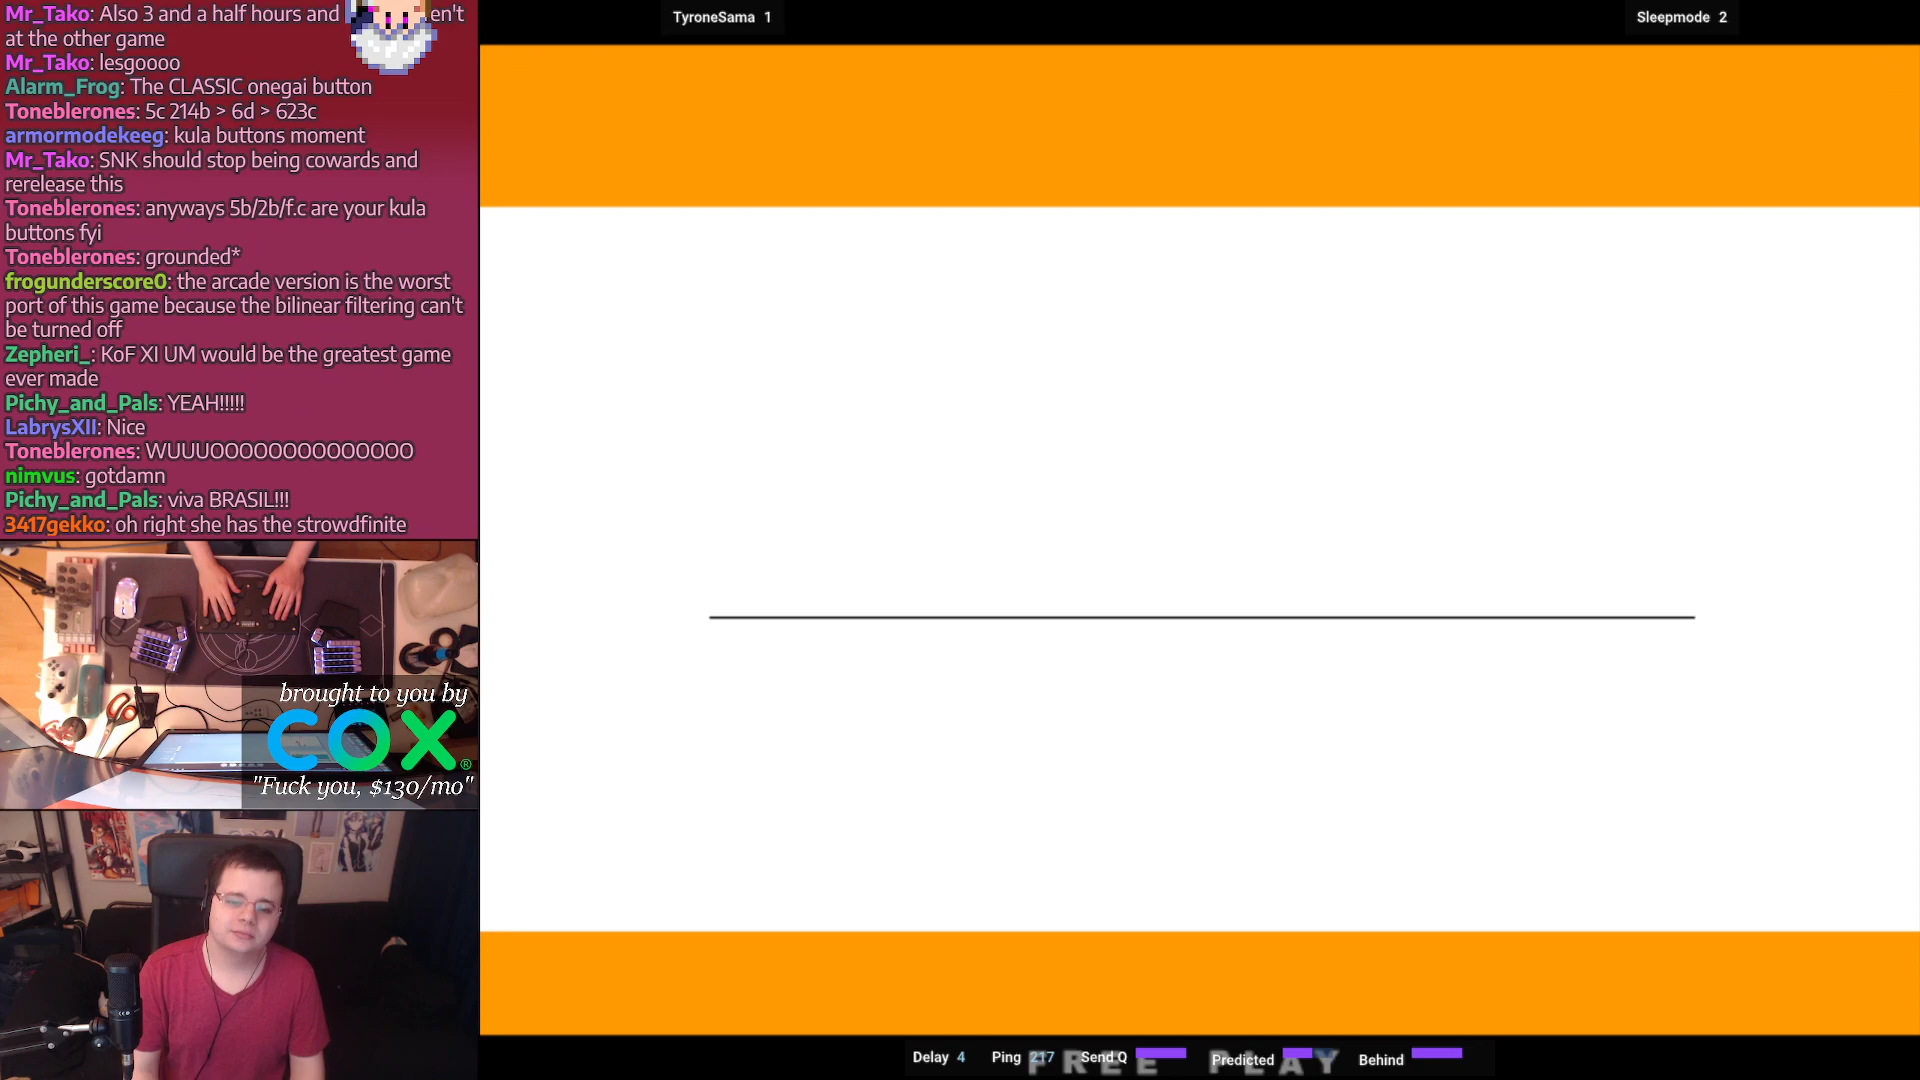 Mr_Tako: Also 3 and a half hours and en't
at the other game
Mr_Tako: lesgoooo
Alarm_Frog: The CLASSIC onegai button
Toneblerones: 5c 214b > 6d > 623c
armormodekeeg: kula buttons moment
Mr_Tako: SNK should stop being cowards and
rerelease this
Toneblerones: anyways 5b/2b/f.c are your kula
buttons fyi
Toneblerones: grounded*
frogunderscore0: the arcade version is the worst
port of this game because the bilinear filtering can't
be turned off
Zepheri_: KoF XI UM would be the greatest game
ever made
Pichy_and_Pals: YEAH!!!!!
LabrysXII: Nice
Toneblerones: WUUUOOOOOOOOOOOOOO
nimvus: gotdamn
Pichy_and_Pals: viva BRASIL!!!
3417gekko: oh right she has the strowdfinite
brought to you by
COX®
"Fuck you, $130/mo"
TyroneSama 1
Sleepmode 2
Delay 4 Ping 217 Send Q Predicted Behind
FREE PLAY